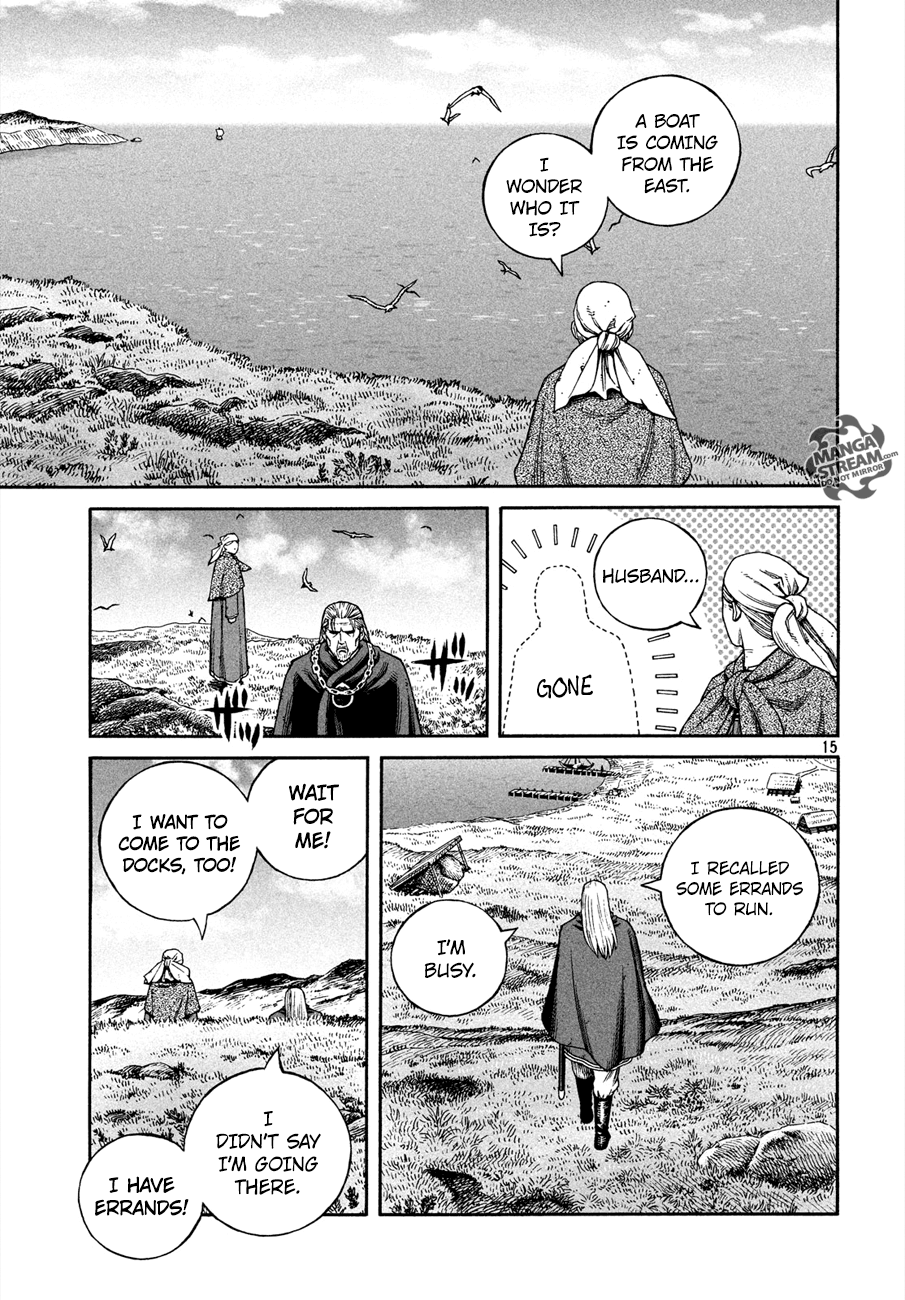 A BOAT
IS COMING
FROM THE
EAST.
I
WONDER
WHO IT
IS?
MANGA
STREAM.com
DO NOT MIRROR
HUSBAND...
GONE
15
I RECALLED
SOME ERRANDS
TO RUN.
I'M
BUSY.
WAIT
FOR
ME!
I WANT TO
COME TO THE
DOCKS, TOO!
I
DIDN'T SAY
I'M GOING
THERE.
I HAVE
ERRANDS!